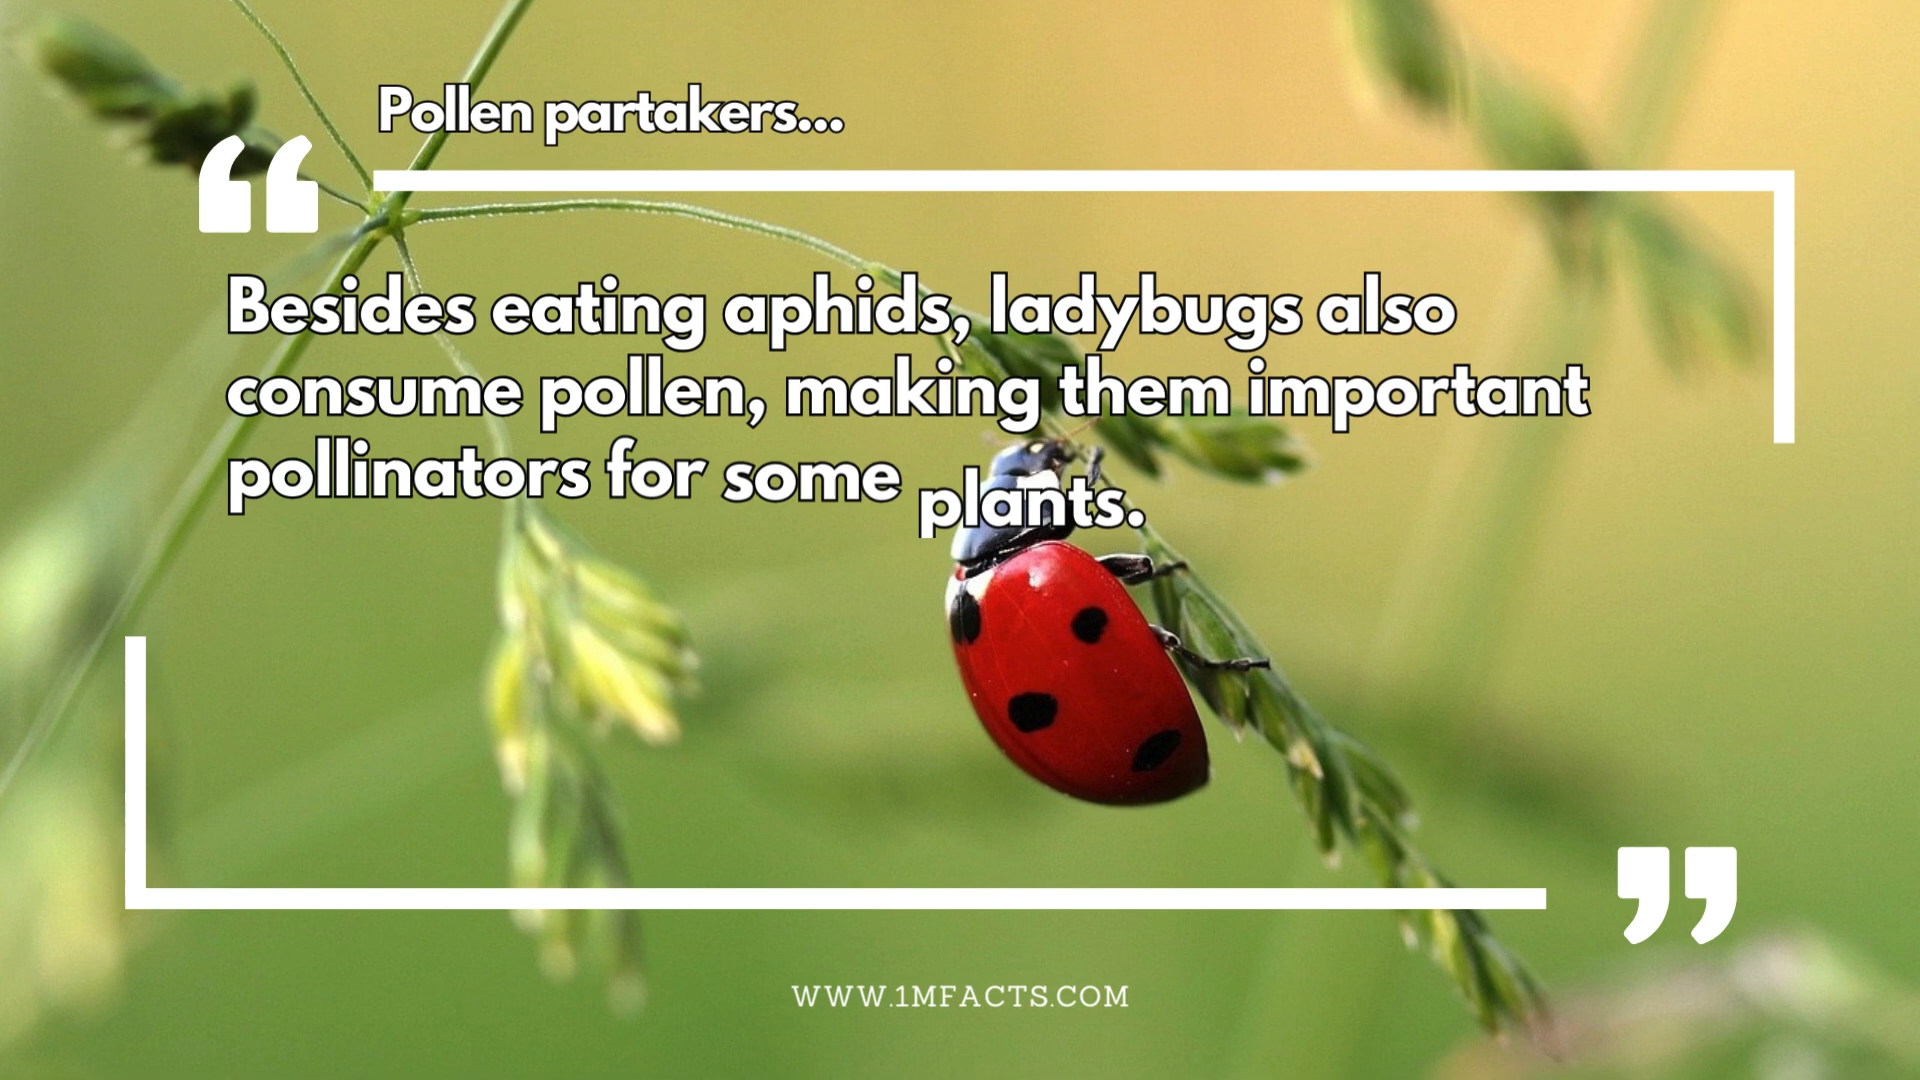 Pollen partakers...
Besides eating aphids, ladybugs also
consume pollen, making them important
pollinators for some plants.
WWW.1MFACTS.COM